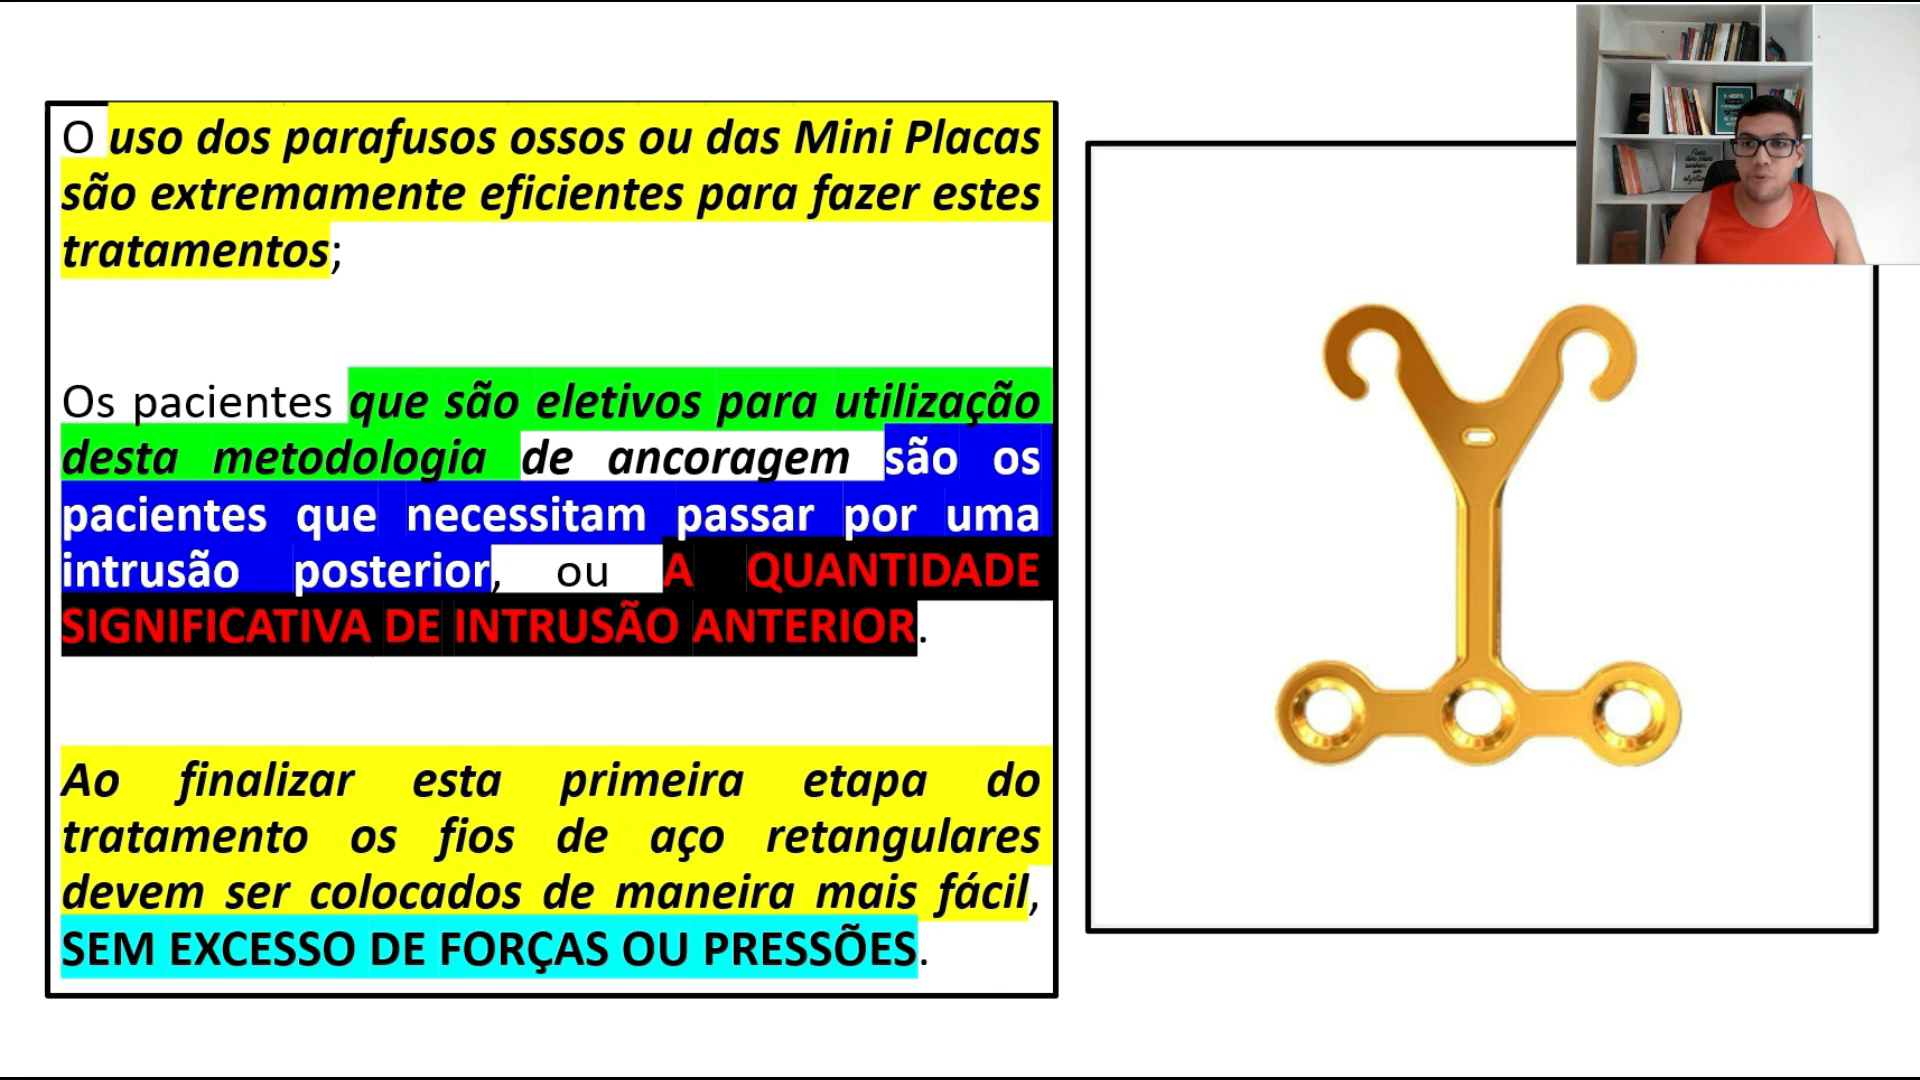 O uso dos parafusos ossos ou das Mini Placas
são extremamente eficientes para fazer estes
tratamentos;
Os pacientes que são eletivos para utilização
desta metodologia de ancoragem são os
pacientes que necessitam passar por uma
intrusão posterior, ou A QUANTIDADE
SIGNIFICATIVA DE INTRUSÃO ANTERIOR.
Ao finalizar esta primeira etapa do
tratamento os fios de aço retangulares
devem ser colocados de maneira mais fácil,
SEM EXCESSO DE FORÇAS OU PRESSÕES.